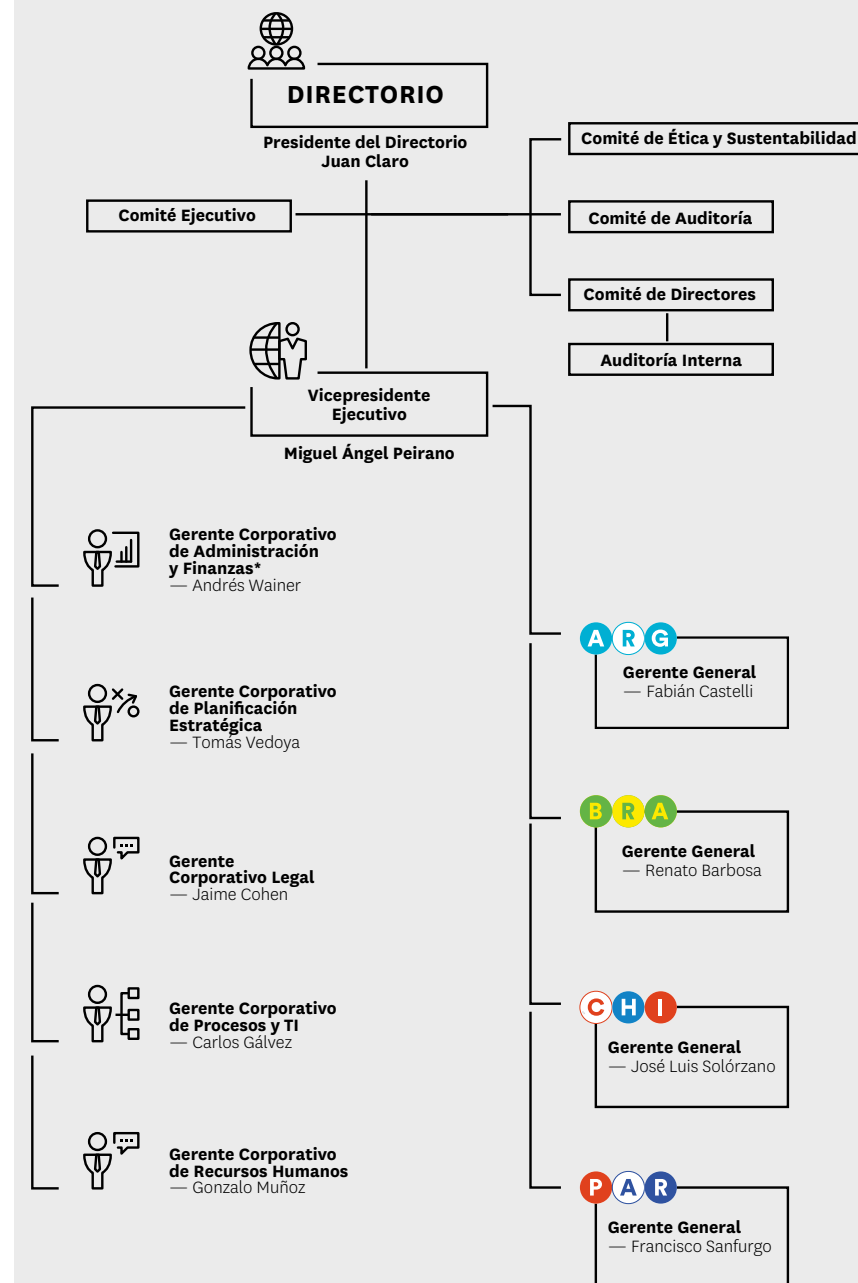 DIRECTORIO
Presidente del Directorio
Juan Claro
Comité de Ética y Sustentabilidad
Comité Ejecutivo
Comité de Auditoría
Comité de Directores
Auditoría Interna
Vicepresidente
Ejecutivo
Miguel Ángel Peirano
Gerente Corporativo
de Administración
y Finanzas*
— Andrés Wainer
Gerente Corporativo
de Planificación
Estratégica
— Tomás Vedoya
Gerente
Corporativo Legal
— Jaime Cohen
Gerente Corporativo
de Procesos y TI
— Carlos Gálvez
Gerente Corporativo
de Recursos Humanos
— Gonzalo Muñoz
ARG
Gerente General
— Fabián Castelli
BRA
Gerente General
— Renato Barbosa
CHI
Gerente General
— José Luis Solórzano
PAR
Gerente General
— Francisco Sanfurgo